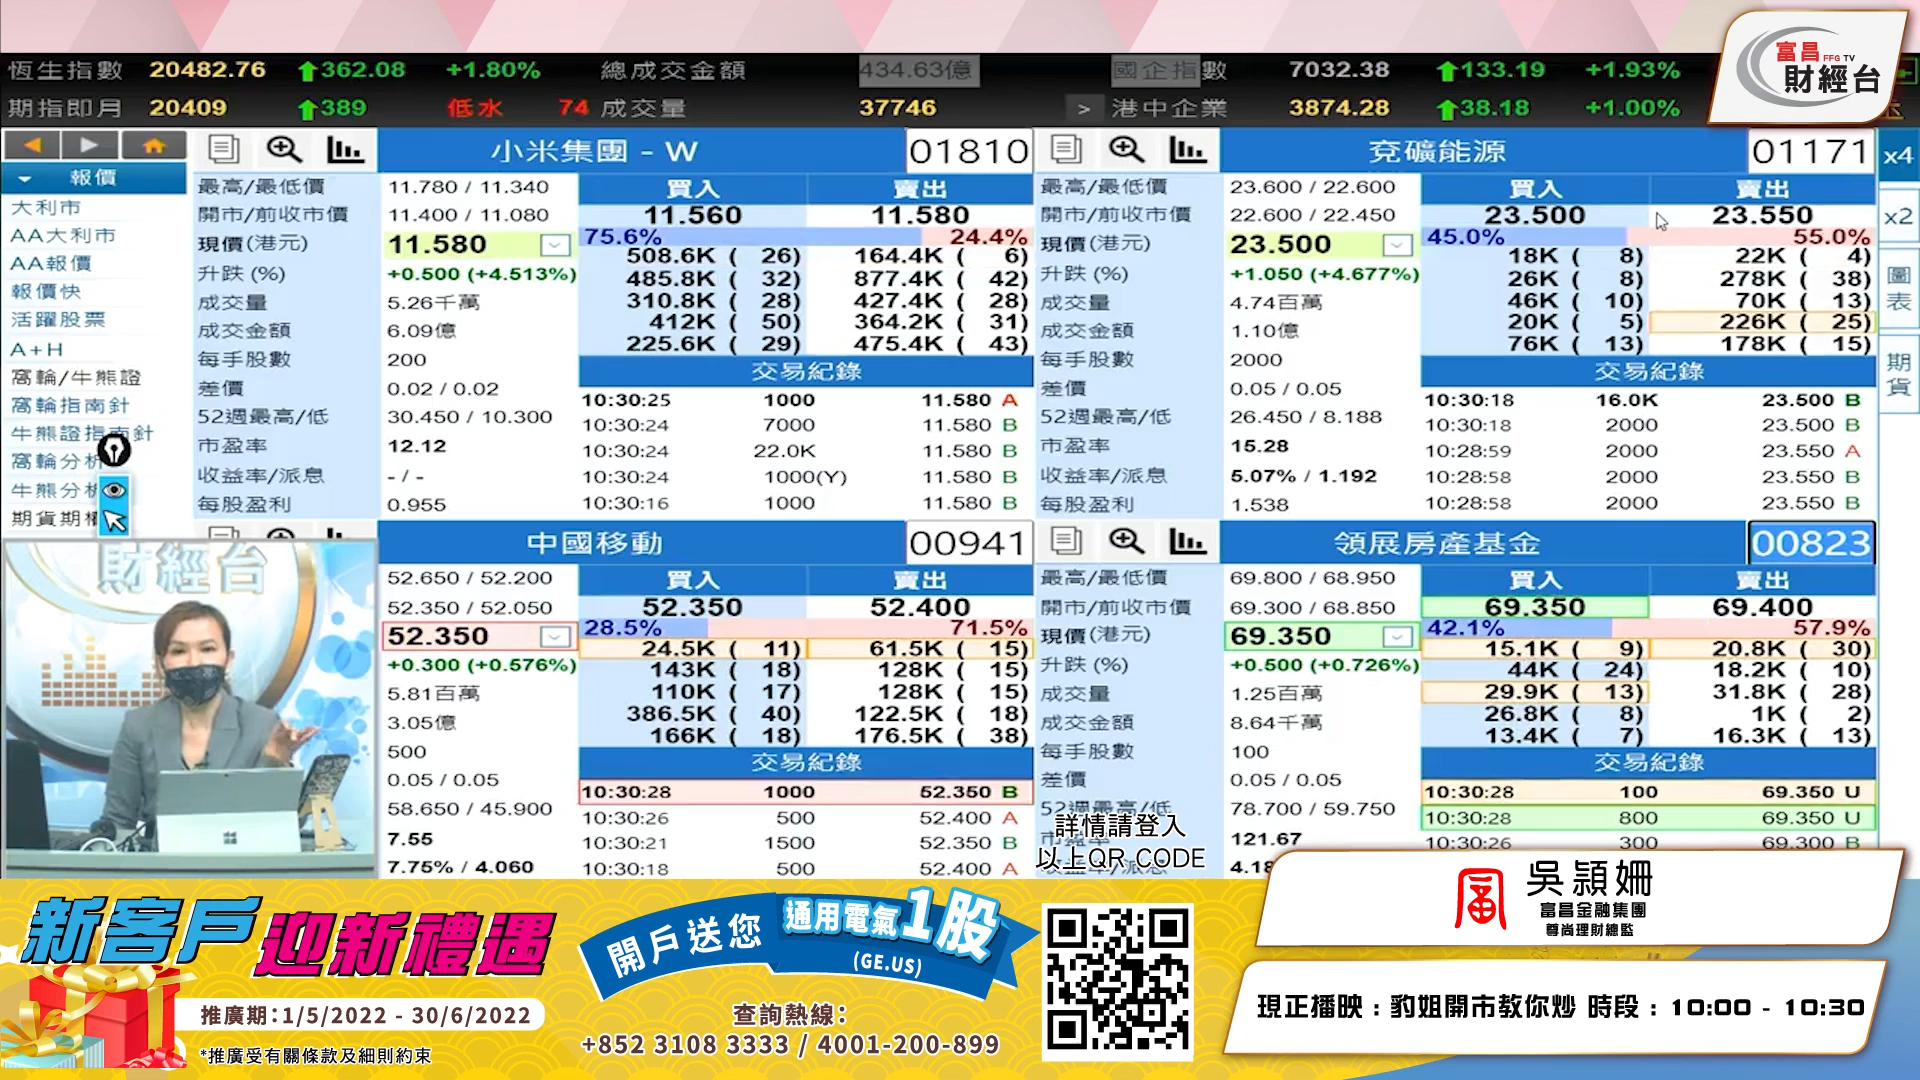 恆生指數 20482.76 362.08 +1.80% 總成交金額 434.63億 國企指數 7032.38 133.19 +1.93%
期指即月 20409 389 低水 74 成交量 37746 > 港中企業 3874.28 38.18 +1.00%
富昌 FFG TV
財經台
報價
大利市
AA大利市
AA報價
報價快
活躍股票
A+H
窩輪/牛熊證
窩輪指南針
牛熊證指南針
窩輪分析
牛熊分析
期貨期權
小米集團 - W 01810
最高/最低價 11.780 / 11.340
開市/前收市價 11.400 / 11.080
現價(港元) 11.580
升跌 (%) +0.500 (+4.513%)
成交量 5.26千萬
成交金額 6.09億
每手股數 200
差價 0.02 / 0.02
52週最高/低 30.450 / 10.300
市盈率 12.12
收益率/派息 - / -
每股盈利 0.955
買入 賣出
11.560 11.580
75.6% 24.4%
508.6K ( 26) 164.4K ( 6)
485.8K ( 32) 877.4K ( 42)
310.8K ( 28) 427.4K ( 28)
412K ( 50) 364.2K ( 31)
225.6K ( 29) 475.4K ( 43)
交易紀錄
10:30:25 1000 11.580 A
10:30:24 7000 11.580 B
10:30:24 22.0K 11.580 B
10:30:24 1000(Y) 11.580 B
10:30:16 1000 11.580 B
兗礦能源 01171
最高/最低價 23.600 / 22.600
開市/前收市價 22.600 / 22.450
現價(港元) 23.500
升跌 (%) +1.050 (+4.677%)
成交量 4.74百萬
成交金額 1.10億
每手股數 2000
差價 0.05 / 0.05
52週最高/低 26.450 / 8.188
市盈率 15.28
收益率/派息 5.07% / 1.192
每股盈利 1.538
買入 賣出
23.500 23.550
45.0% 55.0%
18K ( 8) 22K ( 4)
26K ( 8) 278K ( 38)
46K ( 10) 70K ( 13)
20K ( 5) 226K ( 25)
76K ( 13) 178K ( 15)
交易紀錄
10:30:18 16.0K 23.500 B
10:30:18 2000 23.500 B
10:28:59 2000 23.550 A
10:28:58 2000 23.550 B
10:28:58 2000 23.550 B
x4
x2
圖表
期貨
財經台
中國移動 00941
52.650 / 52.200
52.350 / 52.050
52.350
+0.300 (+0.576%)
5.81百萬
3.05億
500
0.05 / 0.05
58.650 / 45.900
7.55
7.75% / 4.060
買入 賣出
52.350 52.400
28.5% 71.5%
24.5K ( 11) 61.5K ( 15)
143K ( 18) 128K ( 15)
110K ( 17) 128K ( 15)
386.5K ( 40) 122.5K ( 18)
166K ( 18) 176.5K ( 38)
交易紀錄
10:30:28 1000 52.350 B
10:30:26 500 52.400 A
10:30:21 1500 52.350 B
10:30:18 500 52.400 A
領展房產基金 00823
最高/最低價 69.800 / 68.950
開市/前收市價 69.300 / 68.850
現價(港元) 69.350
升跌 (%) +0.500 (+0.726%)
成交量 1.25百萬
成交金額 8.64千萬
每手股數 100
差價 0.05 / 0.05
52週最高/低 78.700 / 59.750
市盈率 121.67
收益率/派息 4.18
買入 賣出
69.350 69.400
42.1% 57.9%
15.1K ( 9) 20.8K ( 30)
44K ( 24) 18.2K ( 10)
29.9K ( 13) 31.8K ( 28)
26.8K ( 8) 1K ( 2)
13.4K ( 7) 16.3K ( 13)
交易紀錄
10:30:28 100 69.350 U
10:30:28 800 69.350 U
10:30:26 300 69.300 B
詳情請登入
以上QR CODE
新客戶迎新禮遇
推廣期:1/5/2022 - 30/6/2022
*推廣受有關條款及細則約束
開戶送您 通用電氣1股
(GE.US)
查詢熱線:
+852 3108 3333 / 4001-200-899
吳潁姍
富昌金融集團
尊尚理財總監
現正播映:豹姐開市教你炒 時段:10:00 - 10:30